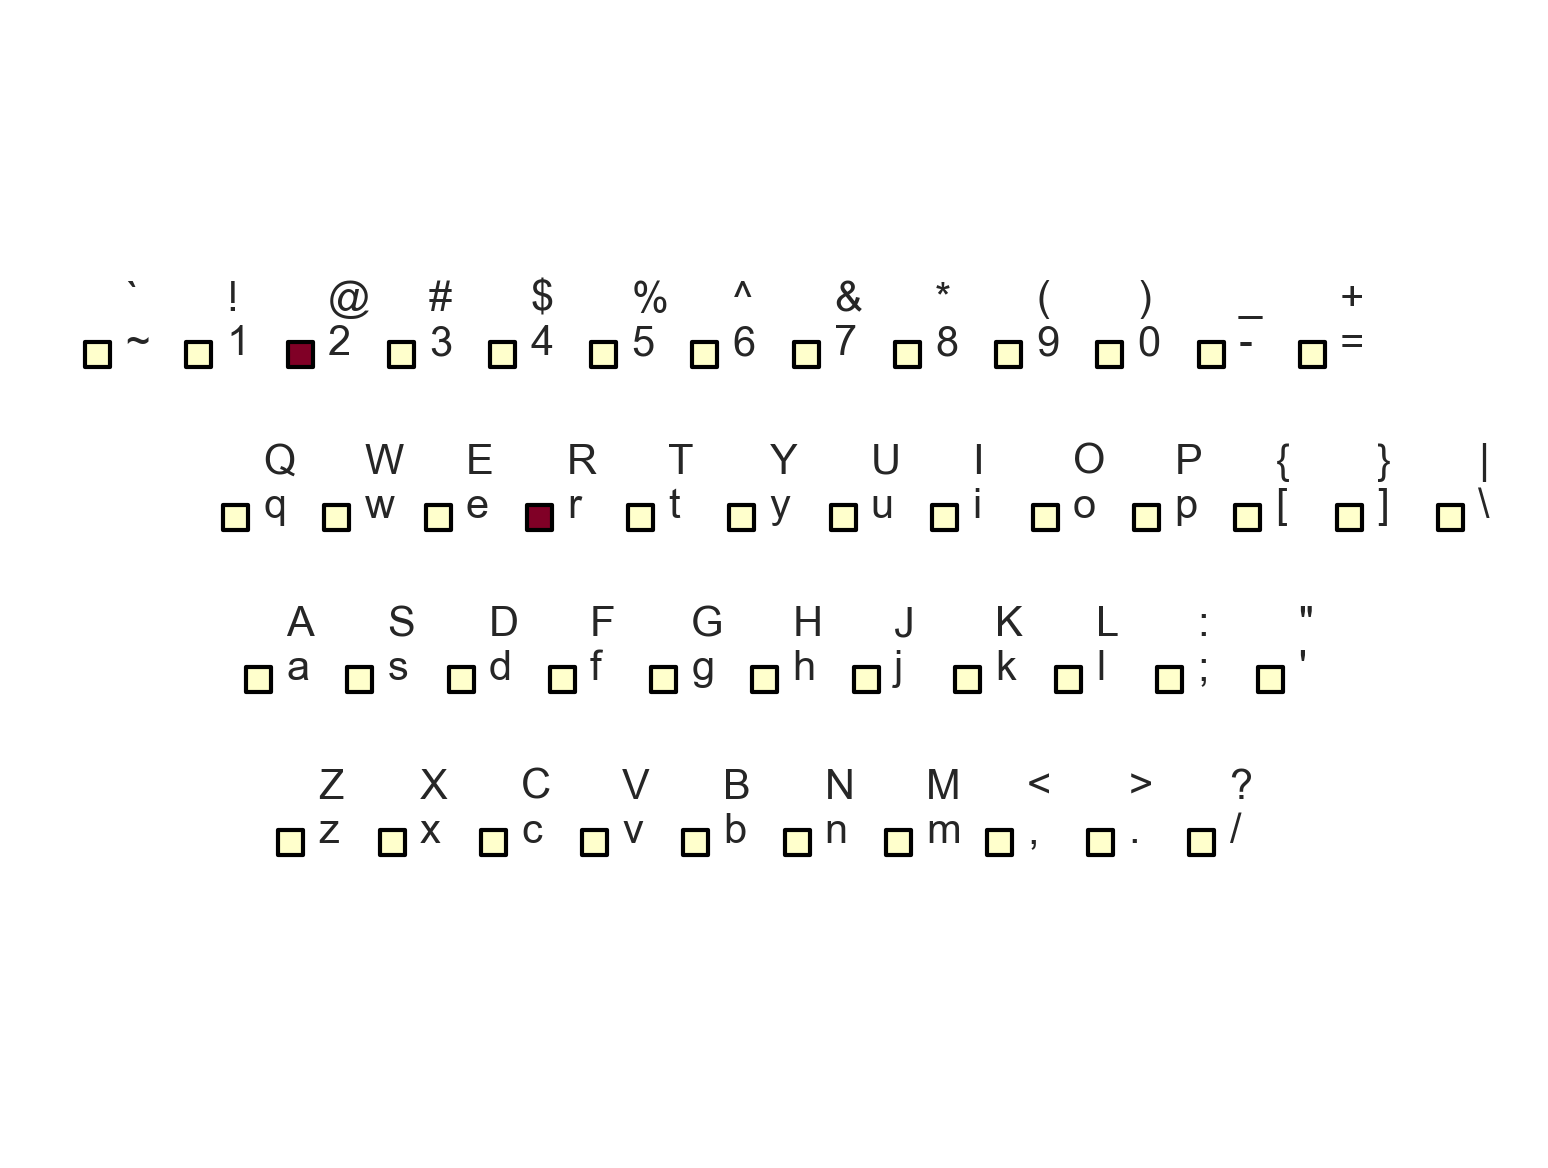 ` ! @ # $ % ^ & * ( ) _ +
~ 1 2 3 4 5 6 7 8 9 0 - =
Q W E R T Y U I O P { } |
q w e r t y u i o p [ ] \
A S D F G H J K L : "
a s d f g h j k l ; '
Z X C V B N M < > ?
z x c v b n m , . /